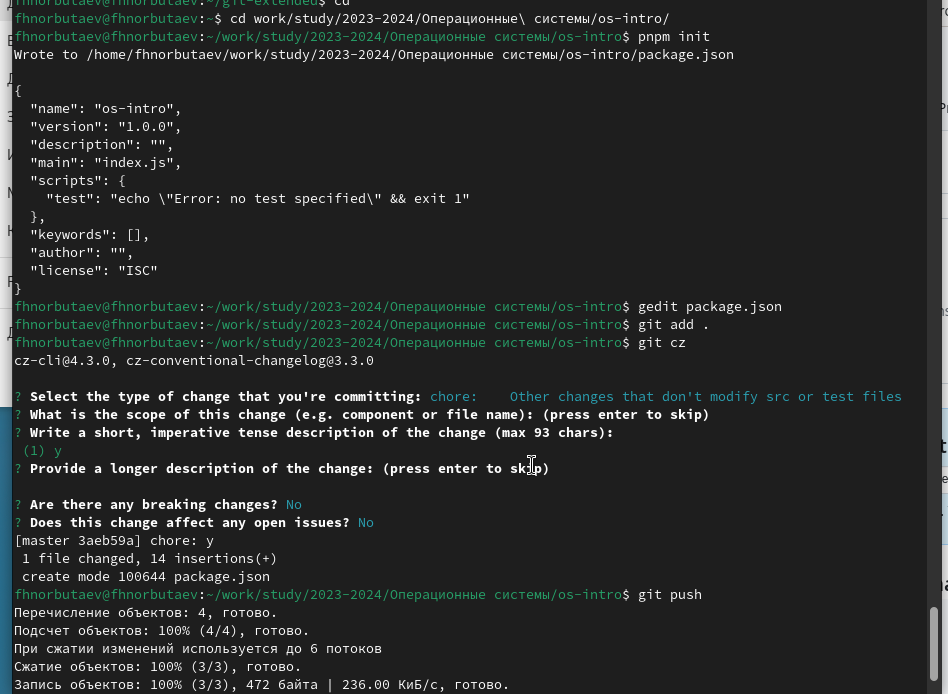 fhnorbutaev@fhnorbutaev:~/git-extended$ cd
fhnorbutaev@fhnorbutaev:~$ cd work/study/2023-2024/Операционные\ системы/os-intro/
fhnorbutaev@fhnorbutaev:~/work/study/2023-2024/Операционные системы/os-intro$ pnpm init
Wrote to /home/fhnorbutaev/work/study/2023-2024/Операционные системы/os-intro/package.json
{
  "name": "os-intro",
  "version": "1.0.0",
  "description": "",
  "main": "index.js",
  "scripts": {
    "test": "echo \"Error: no test specified\" && exit 1"
  },
  "keywords": [],
  "author": "",
  "license": "ISC"
}
fhnorbutaev@fhnorbutaev:~/work/study/2023-2024/Операционные системы/os-intro$ gedit package.json
fhnorbutaev@fhnorbutaev:~/work/study/2023-2024/Операционные системы/os-intro$ git add .
fhnorbutaev@fhnorbutaev:~/work/study/2023-2024/Операционные системы/os-intro$ git cz
cz-cli@4.3.0, cz-conventional-changelog@3.3.0
? Select the type of change that you're committing: chore:    Other changes that don't modify src or test files
? What is the scope of this change (e.g. component or file name): (press enter to skip)
? Write a short, imperative tense description of the change (max 93 chars):
 (1) y
? Provide a longer description of the change: (press enter to skip)
? Are there any breaking changes? No
? Does this change affect any open issues? No
[master 3aeb59a] chore: y
 1 file changed, 14 insertions(+)
 create mode 100644 package.json
fhnorbutaev@fhnorbutaev:~/work/study/2023-2024/Операционные системы/os-intro$ git push
Перечисление объектов: 4, готово.
Подсчет объектов: 100% (4/4), готово.
При сжатии изменений используется до 6 потоков
Сжатие объектов: 100% (3/3), готово.
Запись объектов: 100% (3/3), 472 байта | 236.00 КиБ/с, готово.